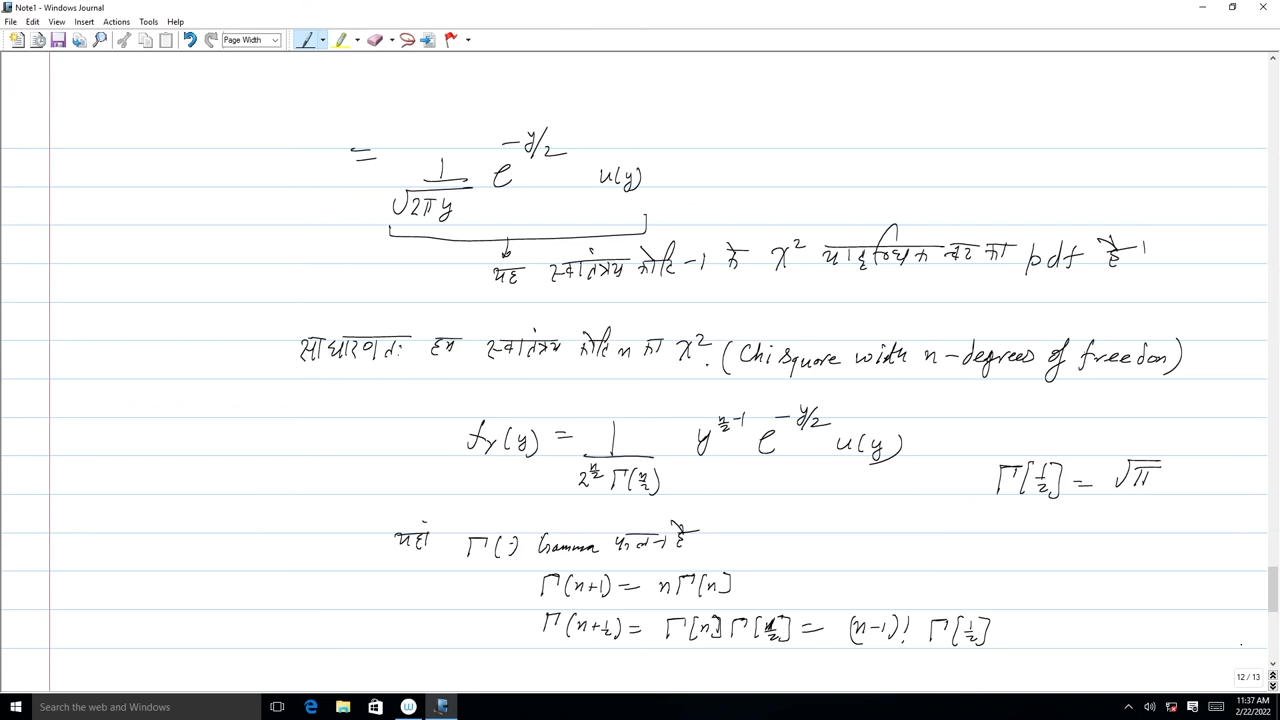 Note1 - Windows Journal
File Edit View Insert Actions Tools Help
Page Width
= 1/√2πy e^-y/2 u(y)
यह स्वातंत्र्य कोटि-1 के χ² यादृच्छिक चर का pdf है।
साधारणतः हम स्वातंत्र्य कोटि n का χ². (Chi square with n-degrees of freedom)
f_Y(y) = 1/2^n/2 Γ(n/2) y^n/2-1 e^-y/2 u(y)
Γ[1/2] = √π
यहाँ Γ(·) Gamma फलन है
Γ(n+1) = nΓ[n]
Γ(n+1/2) = Γ[n] Γ[1/2] = (n-1)! Γ[1/2]
12 / 13
Search the web and Windows
11:37 AM
2/22/2022